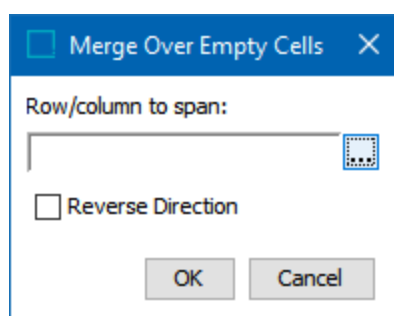 Merge Over Empty Cells
Row/column to span:
...
Reverse Direction
OK Cancel